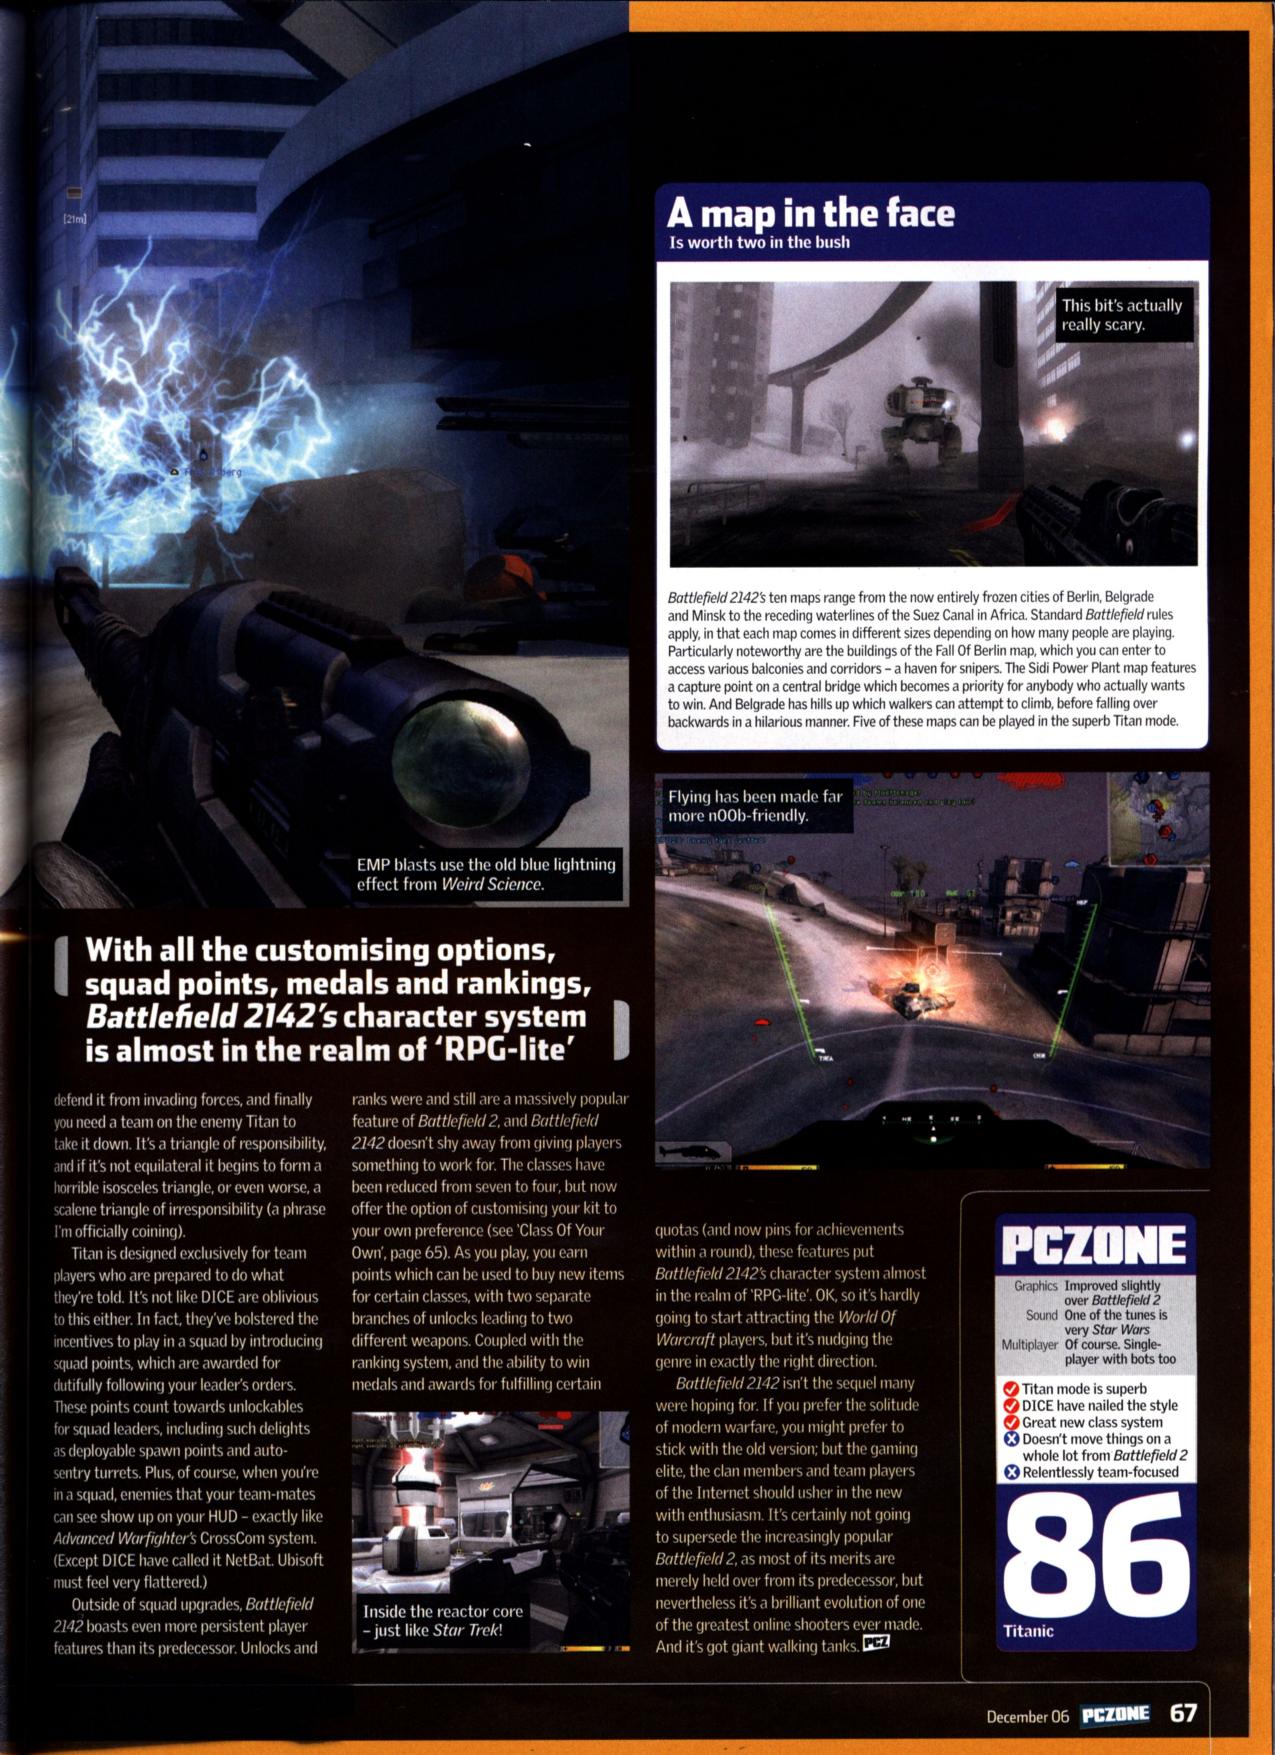 [21m]
EMP blasts use the old blue lightning
effect from Weird Science.
With all the customising options,
squad points, medals and rankings,
Battlefield 2142's character system
is almost in the realm of 'RPG-lite'
defend it from invading forces, and finally
you need a team on the enemy Titan to
take it down. It's a triangle of responsibility,
and if it's not equilateral it begins to form a
horrible isosceles triangle, or even worse, a
scalene triangle of irresponsibility (a phrase
I'm officially coining).
Titan is designed exclusively for team
players who are prepared to do what
they're told. It's not like DICE are oblivious
to this either. In fact, they've bolstered the
incentives to play in a squad by introducing
squad points, which are awarded for
dutifully following your leader's orders.
These points count towards unlockables
for squad leaders, including such delights
as deployable spawn points and auto-
sentry turrets. Plus, of course, when you're
in a squad, enemies that your team-mates
can see show up on your HUD – exactly like
Advanced Warfighter's CrossCom system.
(Except DICE have called it NetBat. Ubisoft
must feel very flattered.)
Outside of squad upgrades, Battlefield
2142 boasts even more persistent player
features than its predecessor. Unlocks and
ranks were and still are a massively popular
feature of Battlefield 2, and Battlefield
2142 doesn't shy away from giving players
something to work for. The classes have
been reduced from seven to four, but now
offer the option of customising your kit to
your own preference (see 'Class Of Your
Own', page 65). As you play, you earn
points which can be used to buy new items
for certain classes, with two separate
branches of unlocks leading to two
different weapons. Coupled with the
ranking system, and the ability to win
medals and awards for fulfilling certain
Inside the reactor core
– just like Star Trek!
A map in the face
Is worth two in the bush
This bit's actually
really scary.
Battlefield 2142's ten maps range from the now entirely frozen cities of Berlin, Belgrade
and Minsk to the receding waterlines of the Suez Canal in Africa. Standard Battlefield rules
apply, in that each map comes in different sizes depending on how many people are playing.
Particularly noteworthy are the buildings of the Fall Of Berlin map, which you can enter to
access various balconies and corridors – a haven for snipers. The Sidi Power Plant map features
a capture point on a central bridge which becomes a priority for anybody who actually wants
to win. And Belgrade has hills up which walkers can attempt to climb, before falling over
backwards in a hilarious manner. Five of these maps can be played in the superb Titan mode.
Flying has been made far
more n00b-friendly.
quotas (and now pins for achievements
within a round), these features put
Battlefield 2142's character system almost
in the realm of 'RPG-lite'. OK, so it's hardly
going to start attracting the World Of
Warcraft players, but it's nudging the
genre in exactly the right direction.
Battlefield 2142 isn't the sequel many
were hoping for. If you prefer the solitude
of modern warfare, you might prefer to
stick with the old version; but the gaming
elite, the clan members and team players
of the Internet should usher in the new
with enthusiasm. It's certainly not going
to supersede the increasingly popular
Battlefield 2, as most of its merits are
merely held over from its predecessor, but
nevertheless it's a brilliant evolution of one
of the greatest online shooters ever made.
And it's got giant walking tanks. PCZ
PCZONE
Graphics Improved slightly
over Battlefield 2
Sound One of the tunes is
very Star Wars
Multiplayer Of course. Single-
player with bots too
Titan mode is superb
DICE have nailed the style
Great new class system
Doesn't move things on a
whole lot from Battlefield 2
Relentlessly team-focused
86
Titanic
December 06 PCZONE 67